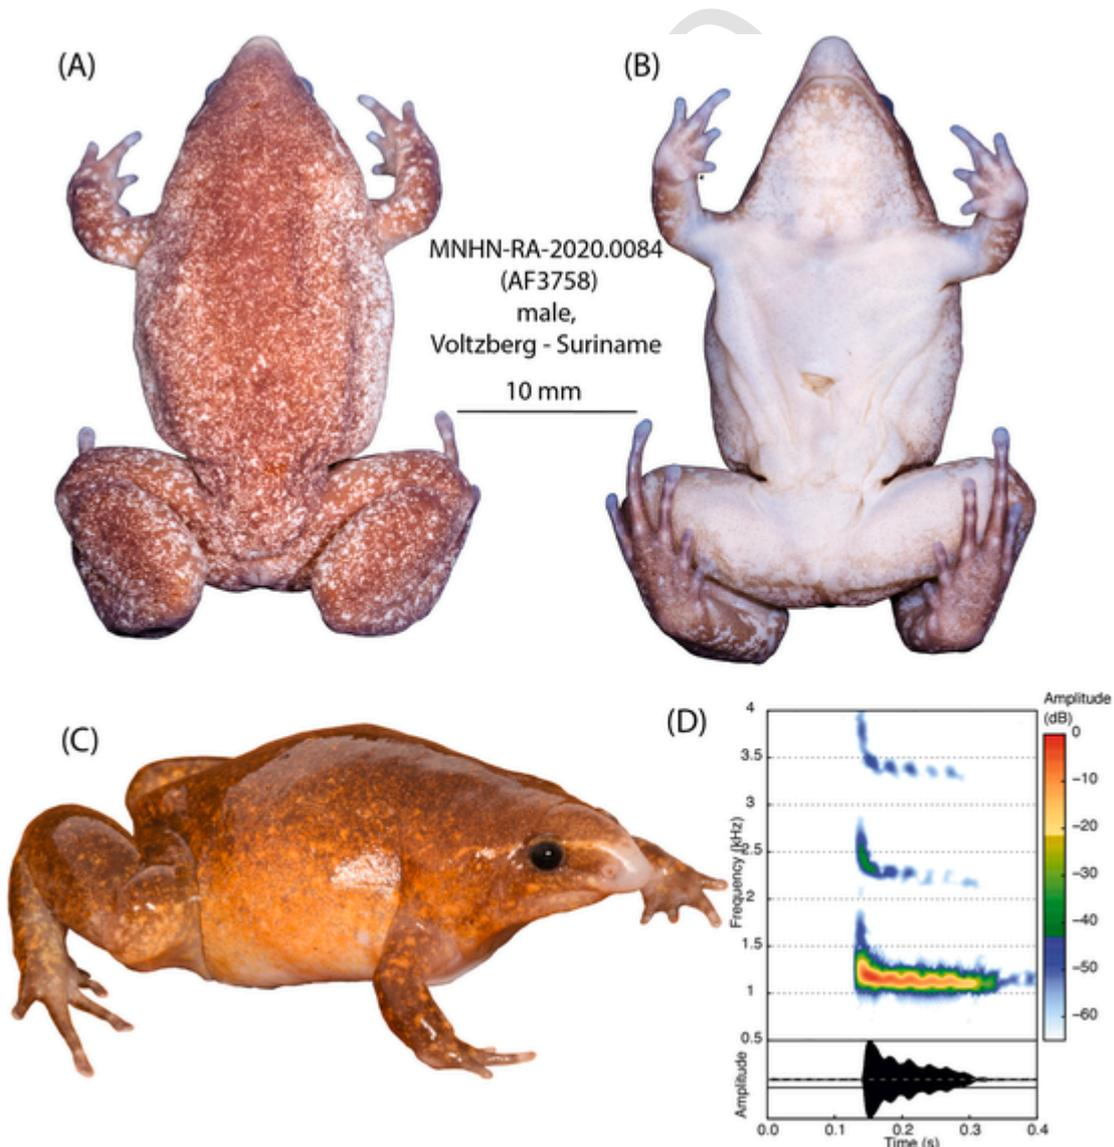 (A)
(B)
MNHN-RA-2020.0084
(AF3758)
male,
Voltzberg - Suriname
10 mm
(C)
(D)
Amplitude
(dB)
0
−10
−20
−30
−40
−50
−60
4
3.5
3
2.5
2
1.5
1
0.5
Frequency (kHz)
Amplitude
0.0
0.1
0.2
0.3
0.4
Time (s)